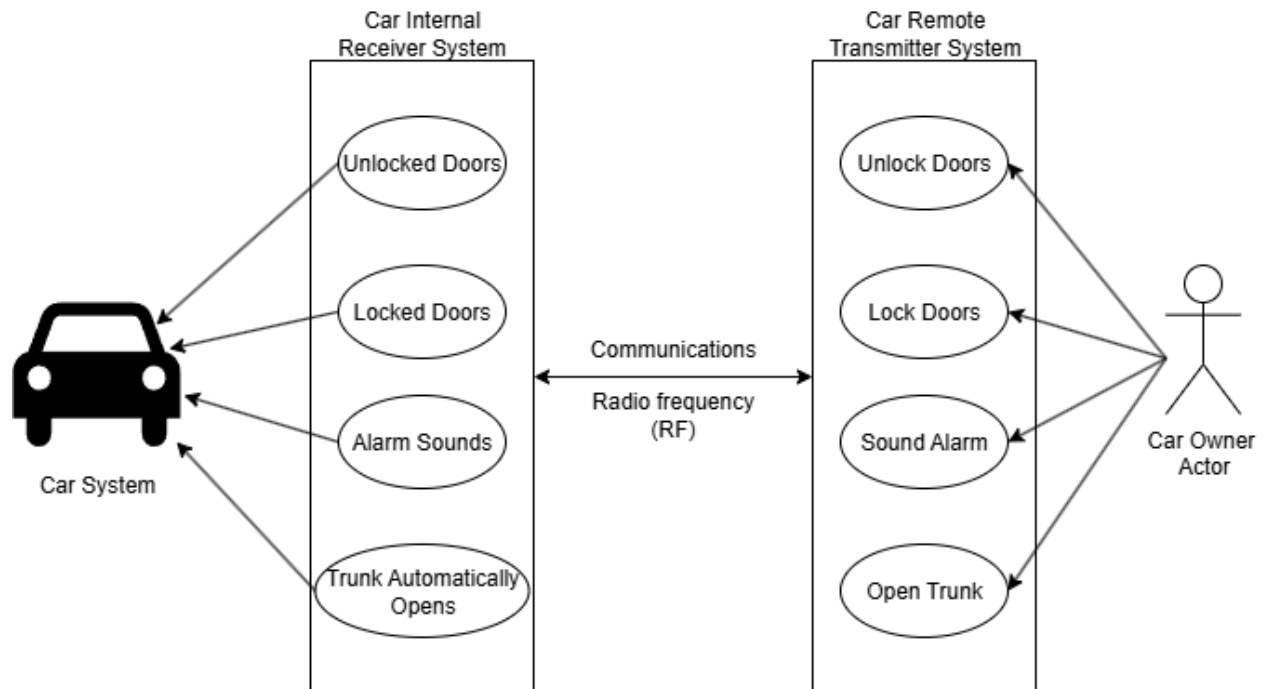 Car Internal
Receiver System
Car Remote
Transmitter System
Unlocked Doors
Unlock Doors
Locked Doors
Lock Doors
Communications
Radio frequency
(RF)
Alarm Sounds
Sound Alarm
Car Owner
Actor
Car System
Trunk Automatically
Opens
Open Trunk